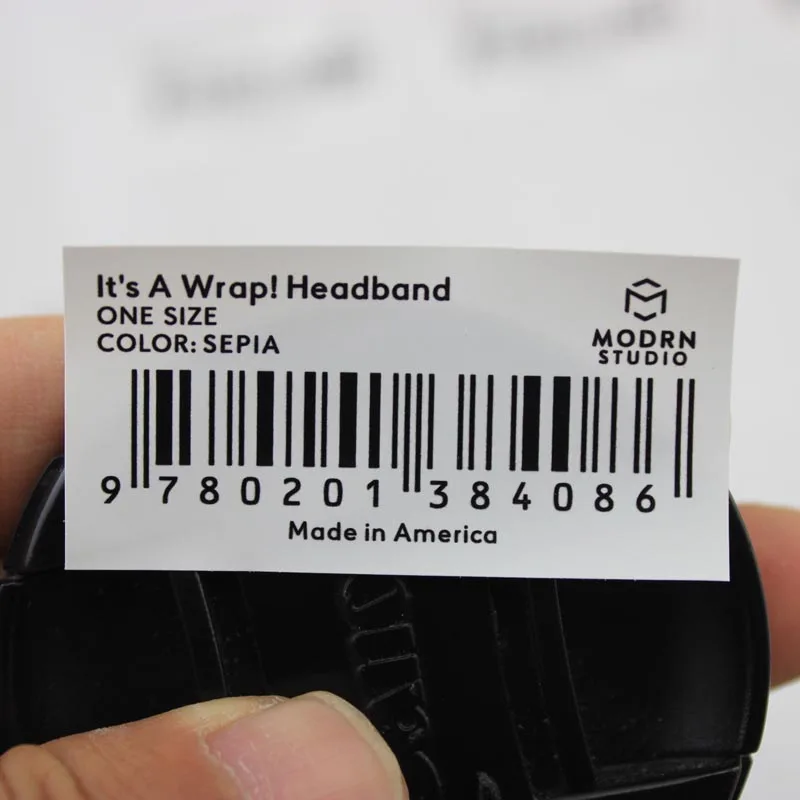 It's A Wrap! Headband
ONE SIZE
COLOR: SEPIA
MODRN
STUDIO
9 780201 384086
Made in America